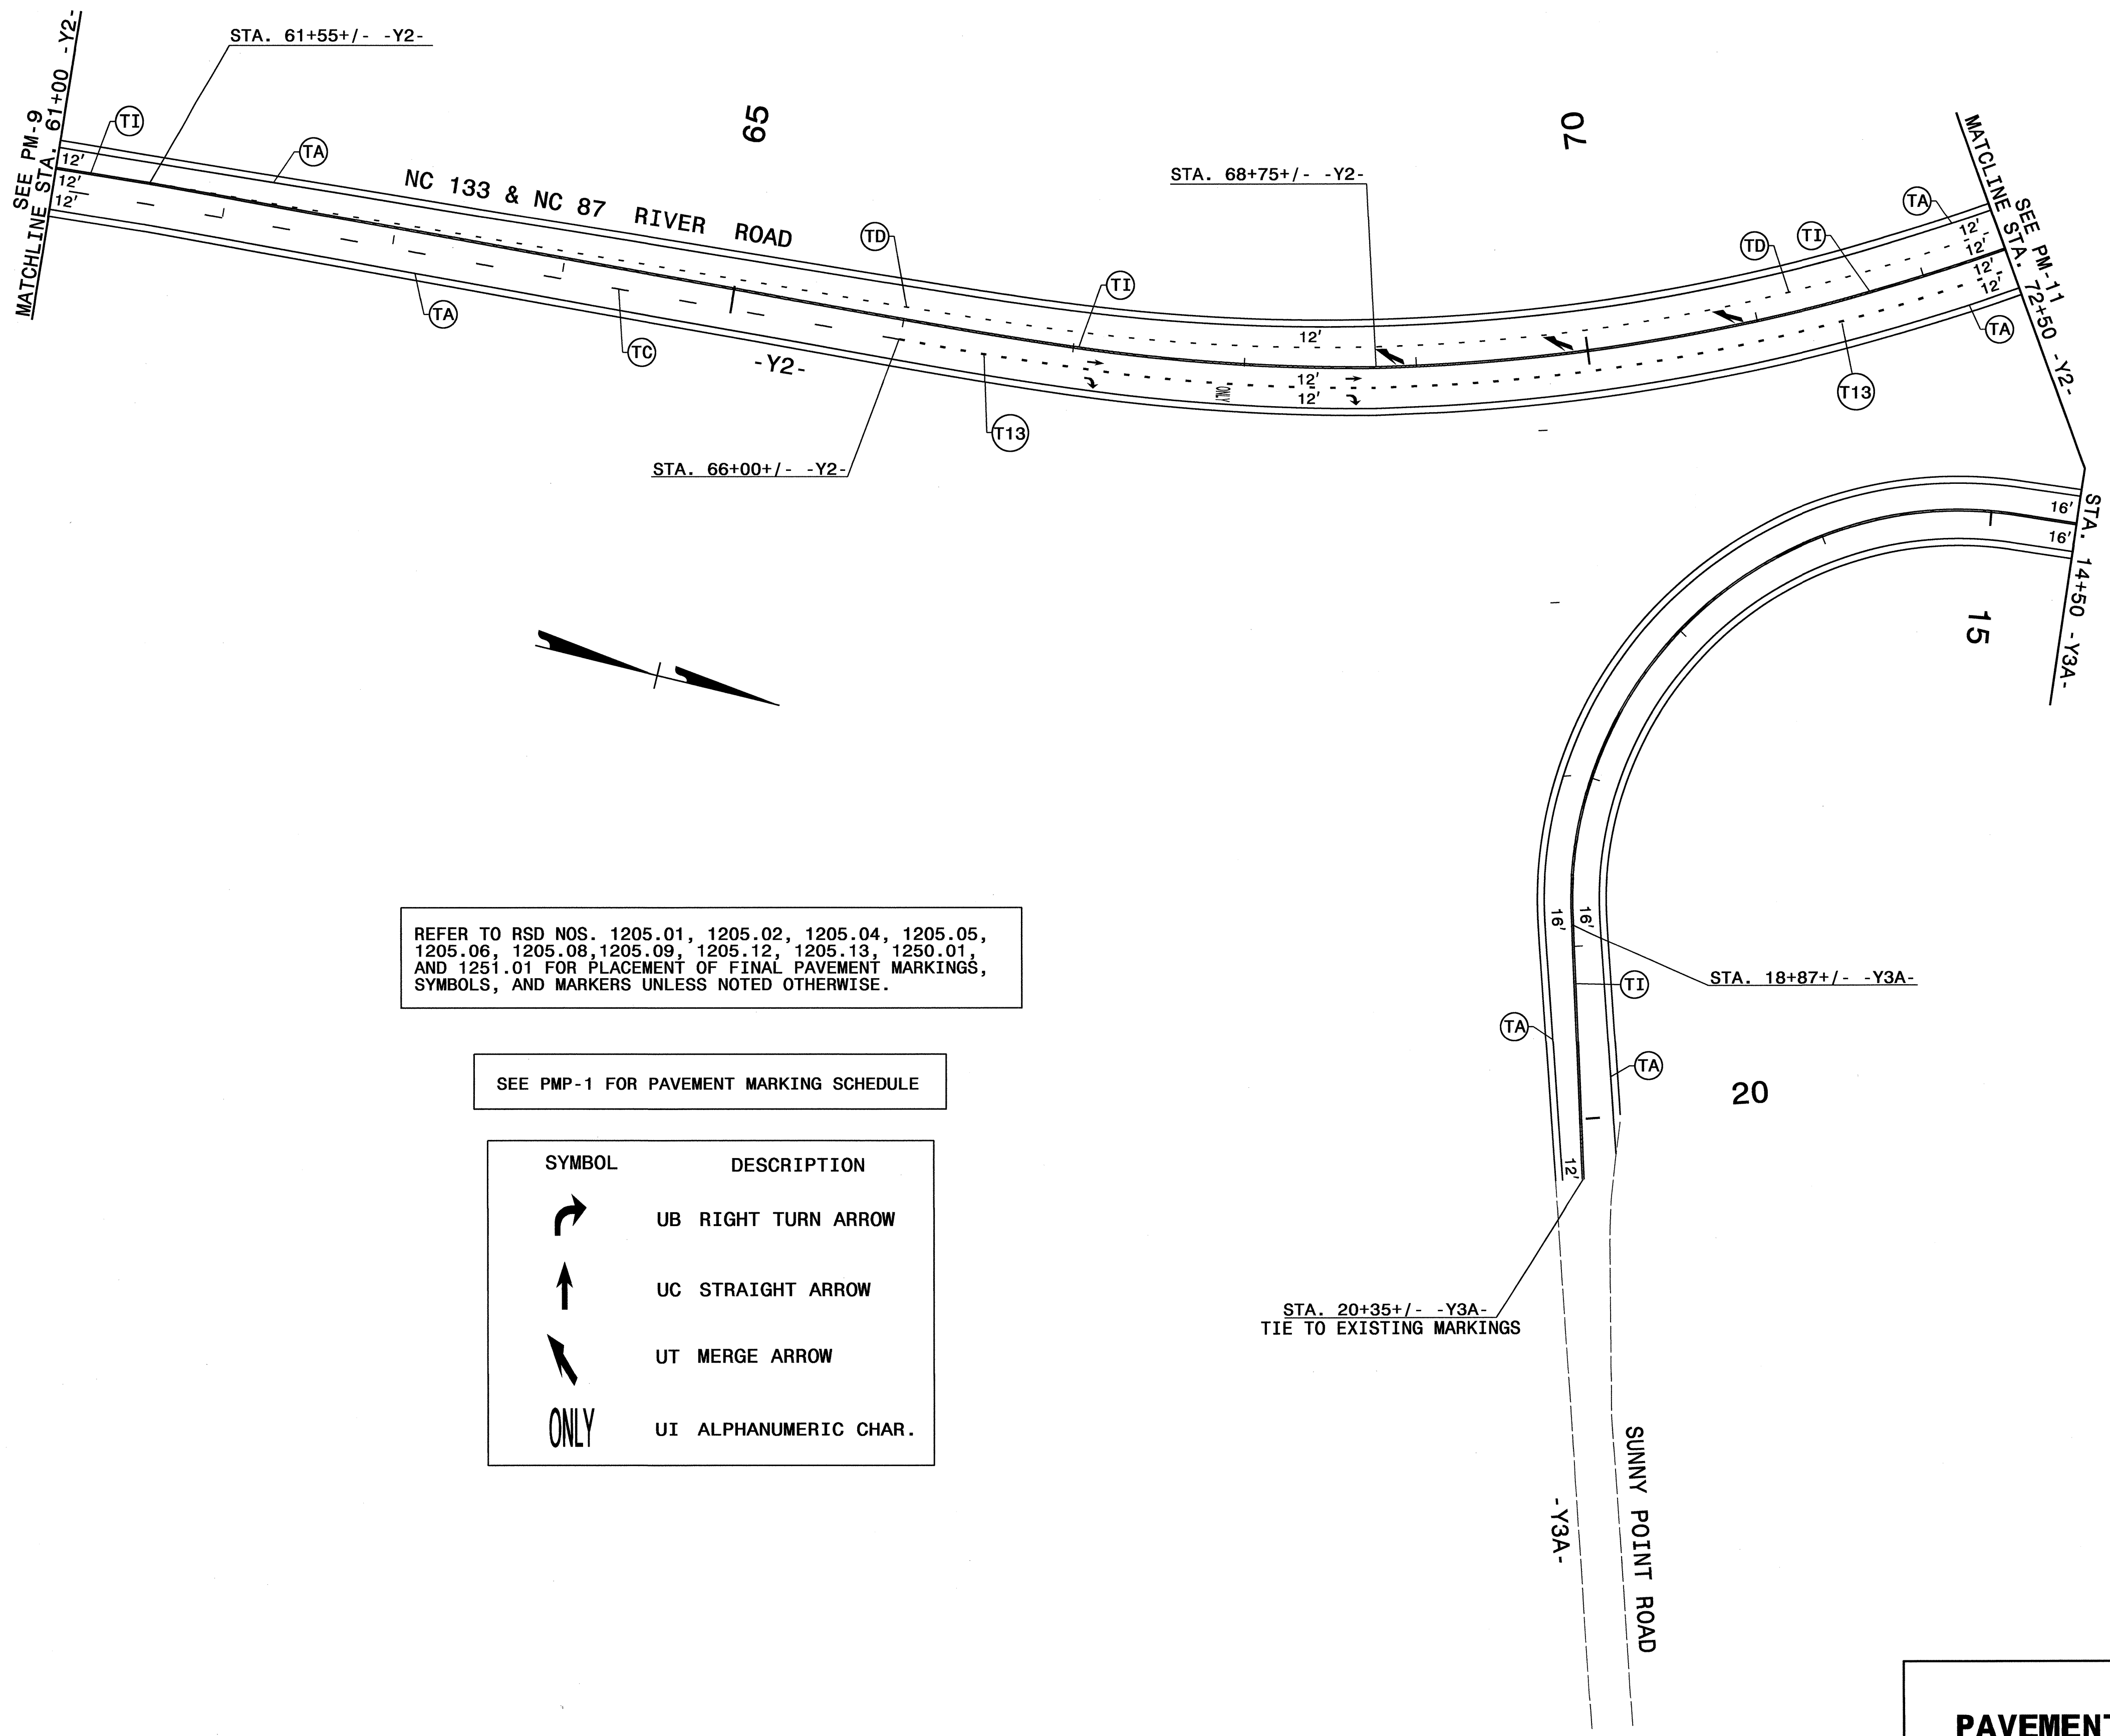 SEE PM-9
MATCHLINE STA. 61+00 -Y2-
STA. 61+55+/- -Y2-
TI
TA
12'
12'
12'
NC 133 & NC 87 RIVER ROAD
65
70
TD
STA. 68+75+/- -Y2-
TI
TD
TI
TA
MATCLINE STA. 72+50 -Y2-
SEE PM-11
12'
12'
12'
12'
TA
TA
TC
-Y2-
12'
12'
12'
ONLY
T13
T13
STA. 66+00+/- -Y2-
16'
16'
STA. 14+50 -Y3A-
15
REFER TO RSD NOS. 1205.01, 1205.02, 1205.04, 1205.05,
1205.06, 1205.08,1205.09, 1205.12, 1205.13, 1250.01,
AND 1251.01 FOR PLACEMENT OF FINAL PAVEMENT MARKINGS,
SYMBOLS, AND MARKERS UNLESS NOTED OTHERWISE.
16'
16'
STA. 18+87+/- -Y3A-
TI
TA
TA
20
12'
SEE PMP-1 FOR PAVEMENT MARKING SCHEDULE
SYMBOL DESCRIPTION
UB RIGHT TURN ARROW
UC STRAIGHT ARROW
UT MERGE ARROW
ONLY UI ALPHANUMERIC CHAR.
STA. 20+35+/- -Y3A-
TIE TO EXISTING MARKINGS
SUNNY POINT ROAD
-Y3A-
PAVEMENT